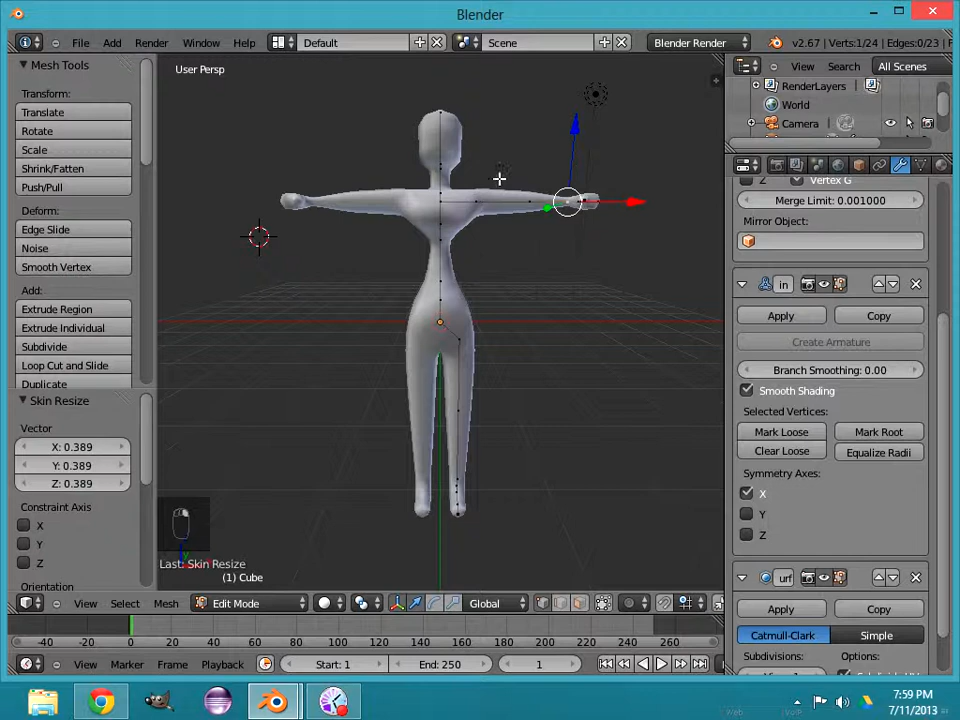 Blender
File Add Render Window Help
Default
Scene
Blender Render
v2.67 | Verts:1/24 | Edges:0/23 | F
Mesh Tools
Transform:
Translate
Rotate
Scale
Shrink/Fatten
Push/Pull
Deform:
Edge Slide
Noise
Smooth Vertex
Add:
Extrude Region
Extrude Individual
Subdivide
Loop Cut and Slide
Duplicate
Skin Resize
Vector
X: 0.389
Y: 0.389
Z: 0.389
Constraint Axis
X
Y
Z
Orientation
User Persp
Last: Skin Resize
(1) Cube
View Select Mesh
Edit Mode
Global
View Search All Scenes
RenderLayers
World
Camera
Z Vertex G
Merge Limit: 0.001000
Mirror Object:
in
Apply Copy
Create Armature
Branch Smoothing: 0.00
Smooth Shading
Selected Vertices:
Mark Loose Mark Root
Clear Loose Equalize Radii
Symmetry Axes:
X
Y
Z
urf
Apply Copy
Catmull-Clark Simple
Subdivisions: Options:
-40 -20 0 20 40 60 80 100 120 140 160 180 200 220 240 260
View Marker Frame Playback
Start: 1
End: 250
1
7:59 PM
7/11/2013